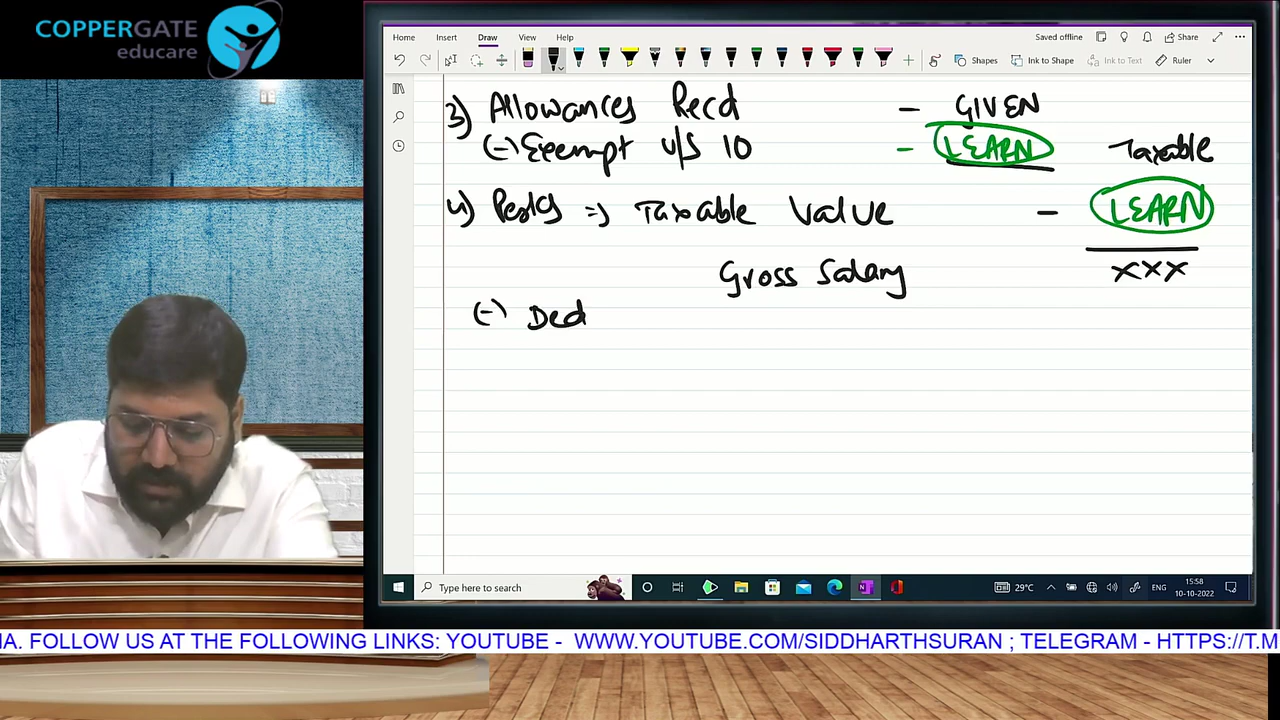 COPPERGATE
educare
Home Insert Draw View Help
Saved offline
Share
Shapes
Ink to Shape
Ink to Text
Ruler
3) Allowances Recd - GIVEN
(-) Exempt u/s 10 - LEARN Taxable
4) Perks => Taxable Value - LEARN
Gross Salary xxx
(-) Ded
Type here to search
29°C
ENG
15:58
10-10-2022
IA. FOLLOW US AT THE FOLLOWING LINKS: YOUTUBE - WWW.YOUTUBE.COM/SIDDHARTHSURAN ; TELEGRAM - HTTPS://T.M